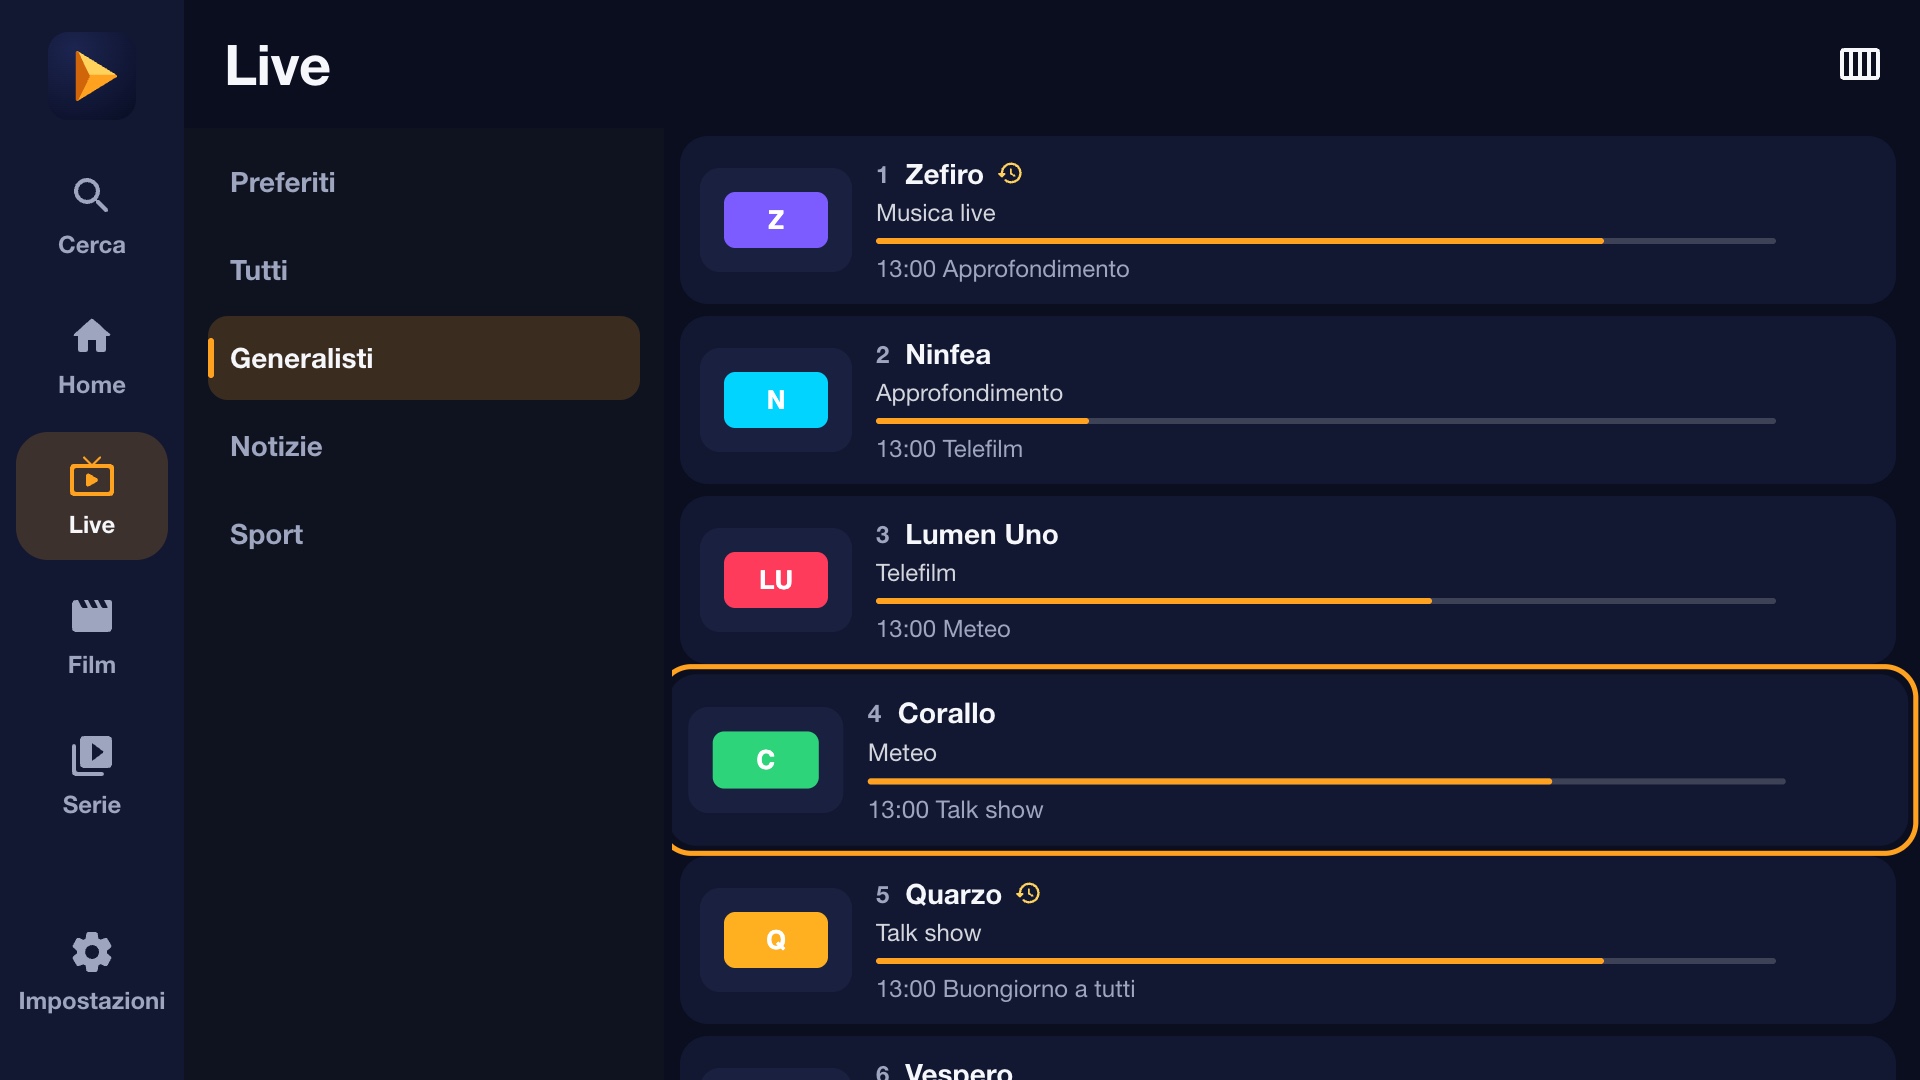 Live
Cerca
Home
Live
Film
Serie
Impostazioni
Preferiti
Tutti
Generalisti
Notizie
Sport
Z
1 Zefiro
Musica live
13:00 Approfondimento
N
2 Ninfea
Approfondimento
13:00 Telefilm
LU
3 Lumen Uno
Telefilm
13:00 Meteo
C
4 Corallo
Meteo
13:00 Talk show
Q
5 Quarzo
Talk show
13:00 Buongiorno a tutti
6 Vespero